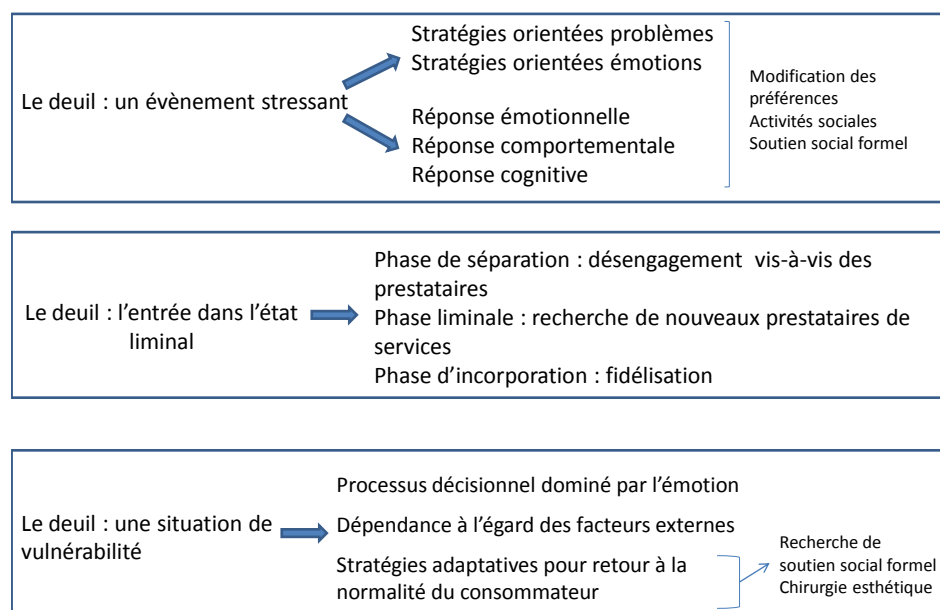 Le deuil : un évènement stressant
Stratégies orientées problèmes
Stratégies orientées émotions
Réponse émotionnelle
Réponse comportementale
Réponse cognitive
Modification des
préférences
Activités sociales
Soutien social formel
Le deuil : l’entrée dans l’état
liminal
Phase de séparation : désengagement vis-à-vis des
prestataires
Phase liminale : recherche de nouveaux prestataires de
services
Phase d’incorporation : fidélisation
Le deuil : une situation de
vulnérabilité
Processus décisionnel dominé par l’émotion
Dépendance à l’égard des facteurs externes
Stratégies adaptatives pour retour à la
normalité du consommateur
Recherche de
soutien social formel
Chirurgie esthétique